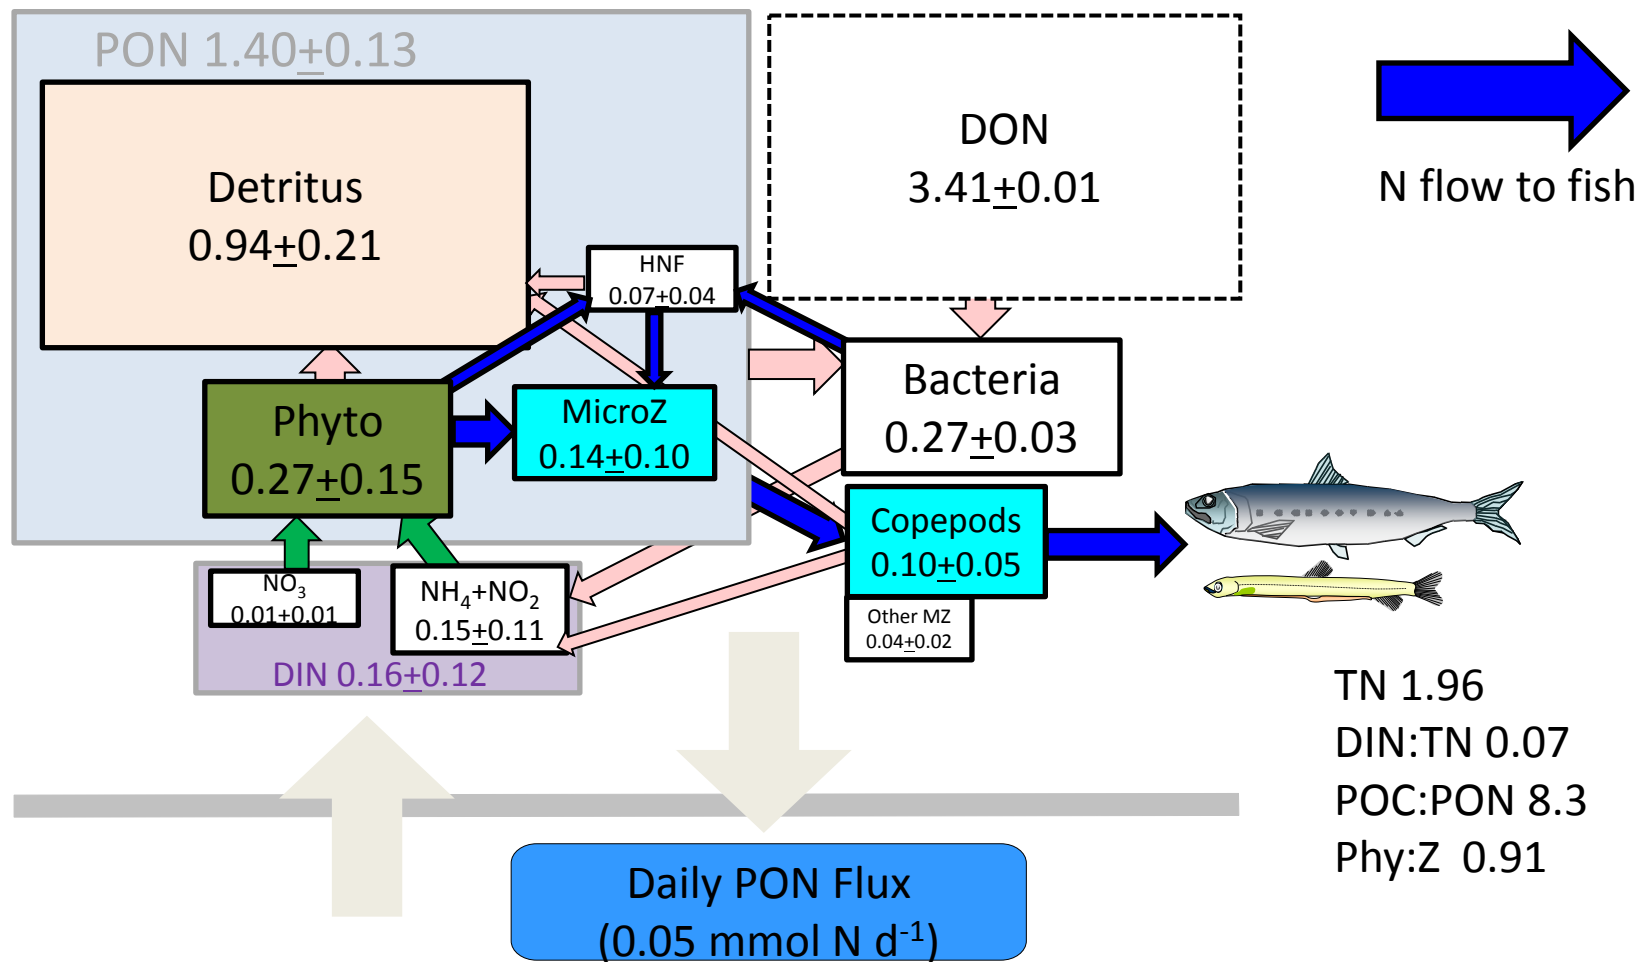 PON 1.40±0.13
Detritus
0.94±0.21
DON
3.41±0.01
N flow to fish
HNF
0.07±0.04
Phyto
0.27±0.15
MicroZ
0.14±0.10
Bacteria
0.27±0.03
Copepods
0.10±0.05
Other MZ
0.04±0.02
NO₃
0.01+0.01
NH₄+NO₂
0.15±0.11
DIN 0.16±0.12
TN 1.96
DIN:TN 0.07
POC:PON 8.3
Phy:Z 0.91
Daily PON Flux
(0.05 mmol N d⁻¹)